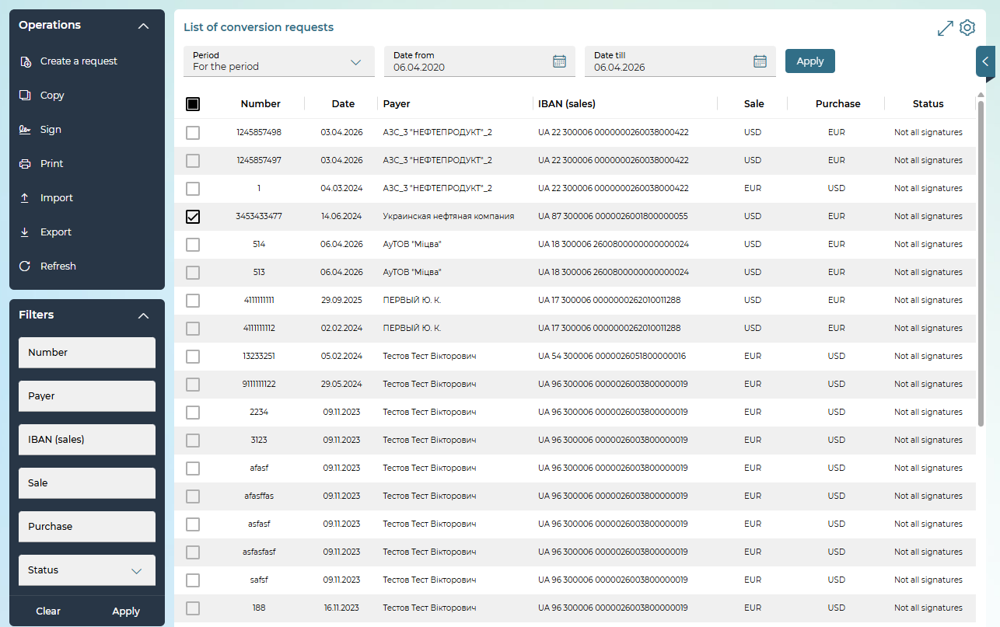 Operations
Create a request
Copy
Sign
Print
Import
Export
Refresh
Filters
Number
Payer
IBAN (sales)
Sale
Purchase
Status
Clear Apply
List of conversion requests
Period
For the period
Date from
06.04.2020
Date till
06.04.2026
Apply
Number Date Payer IBAN (sales) Sale Purchase Status
1245857498 03.04.2026 АЗС_3 "НЕФТЕПРОДУКТ"_2 UA 22 300006 0000000260038000422 USD EUR Not all signatures
1245857497 03.04.2026 АЗС_3 "НЕФТЕПРОДУКТ"_2 UA 22 300006 0000000260038000422 USD EUR Not all signatures
1 04.03.2024 АЗС_3 "НЕФТЕПРОДУКТ"_2 UA 22 300006 0000000260038000422 EUR USD Not all signatures
3453433477 14.06.2024 Украинская нефтяная компания UA 87 300006 0000026001800000055 USD EUR Not all signatures
514 06.04.2026 АуТОВ "Міцва" UA 18 300006 2600800000000000024 USD EUR Not all signatures
513 06.04.2026 АуТОВ "Міцва" UA 18 300006 2600800000000000024 USD EUR Not all signatures
4111111111 29.09.2025 ПЕРВЫЙ Ю. К. UA 17 300006 0000000262010011288 USD EUR Not all signatures
4111111112 02.02.2024 ПЕРВЫЙ Ю. К. UA 17 300006 0000000262010011288 USD EUR Not all signatures
13233251 05.02.2024 Тестов Тест Вікторович UA 54 300006 0000026051800000016 EUR USD Not all signatures
9111111122 29.05.2024 Тестов Тест Вікторович UA 96 300006 0000026003800000019 EUR USD Not all signatures
2234 09.11.2023 Тестов Тест Вікторович UA 96 300006 0000026003800000019 EUR USD Not all signatures
3123 09.11.2023 Тестов Тест Вікторович UA 96 300006 0000026003800000019 EUR USD Not all signatures
afasf 09.11.2023 Тестов Тест Вікторович UA 96 300006 0000026003800000019 EUR USD Not all signatures
afasffas 09.11.2023 Тестов Тест Вікторович UA 96 300006 0000026003800000019 EUR USD Not all signatures
asfasf 09.11.2023 Тестов Тест Вікторович UA 96 300006 0000026003800000019 EUR USD Not all signatures
asfasfasf 09.11.2023 Тестов Тест Вікторович UA 96 300006 0000026003800000019 EUR USD Not all signatures
safsf 09.11.2023 Тестов Тест Вікторович UA 96 300006 0000026003800000019 EUR USD Not all signatures
188 16.11.2023 Тестов Тест Вікторович UA 96 300006 0000026003800000019 EUR USD Not all signatures